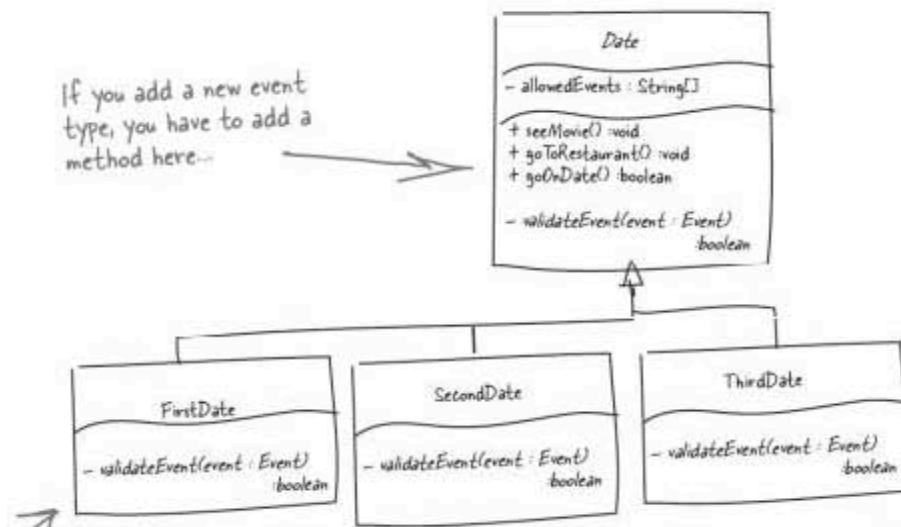 Date
- allowedEvents : String[]
If you add a new event
type, you have to add a
method here...
+ seeMovie() :void
+ goToRestaurant() :void
+ goOnDate() :boolean
- validateEvent(event : Event)
:boolean
FirstDate
- validateEvent(event : Event)
:boolean
SecondDate
- validateEvent(event : Event)
:boolean
ThirdDate
- validateEvent(event : Event)
:boolean